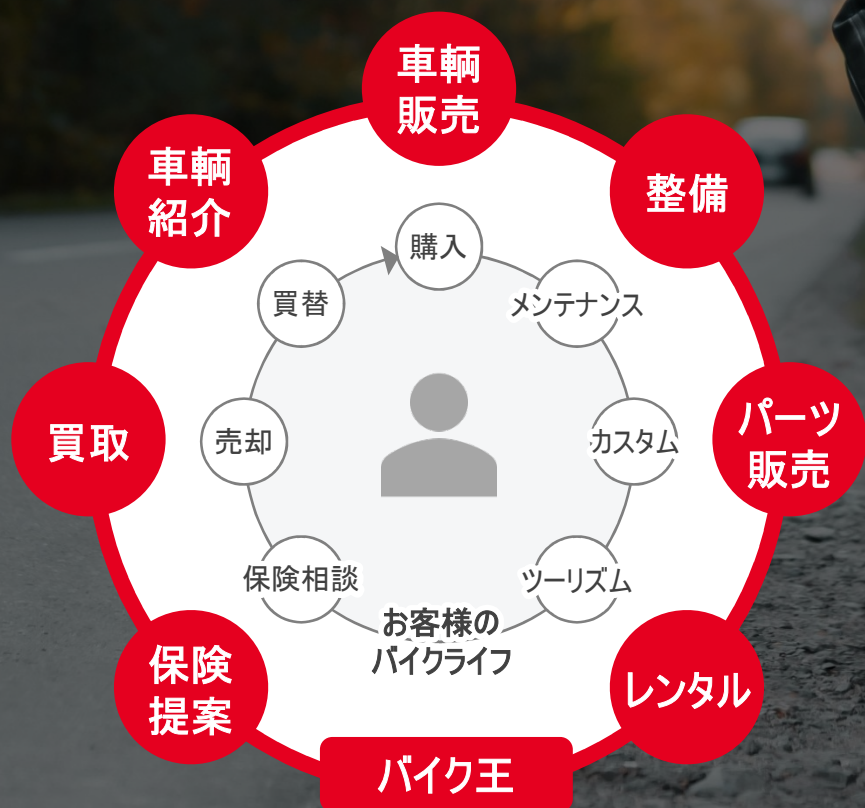 車輌
販売
整備
パーツ
販売
レンタル
バイク王
保険
提案
買取
車輌
紹介
購入
メンテナンス
カスタム
ツーリズム
お客様の
バイクライフ
保険相談
売却
買替